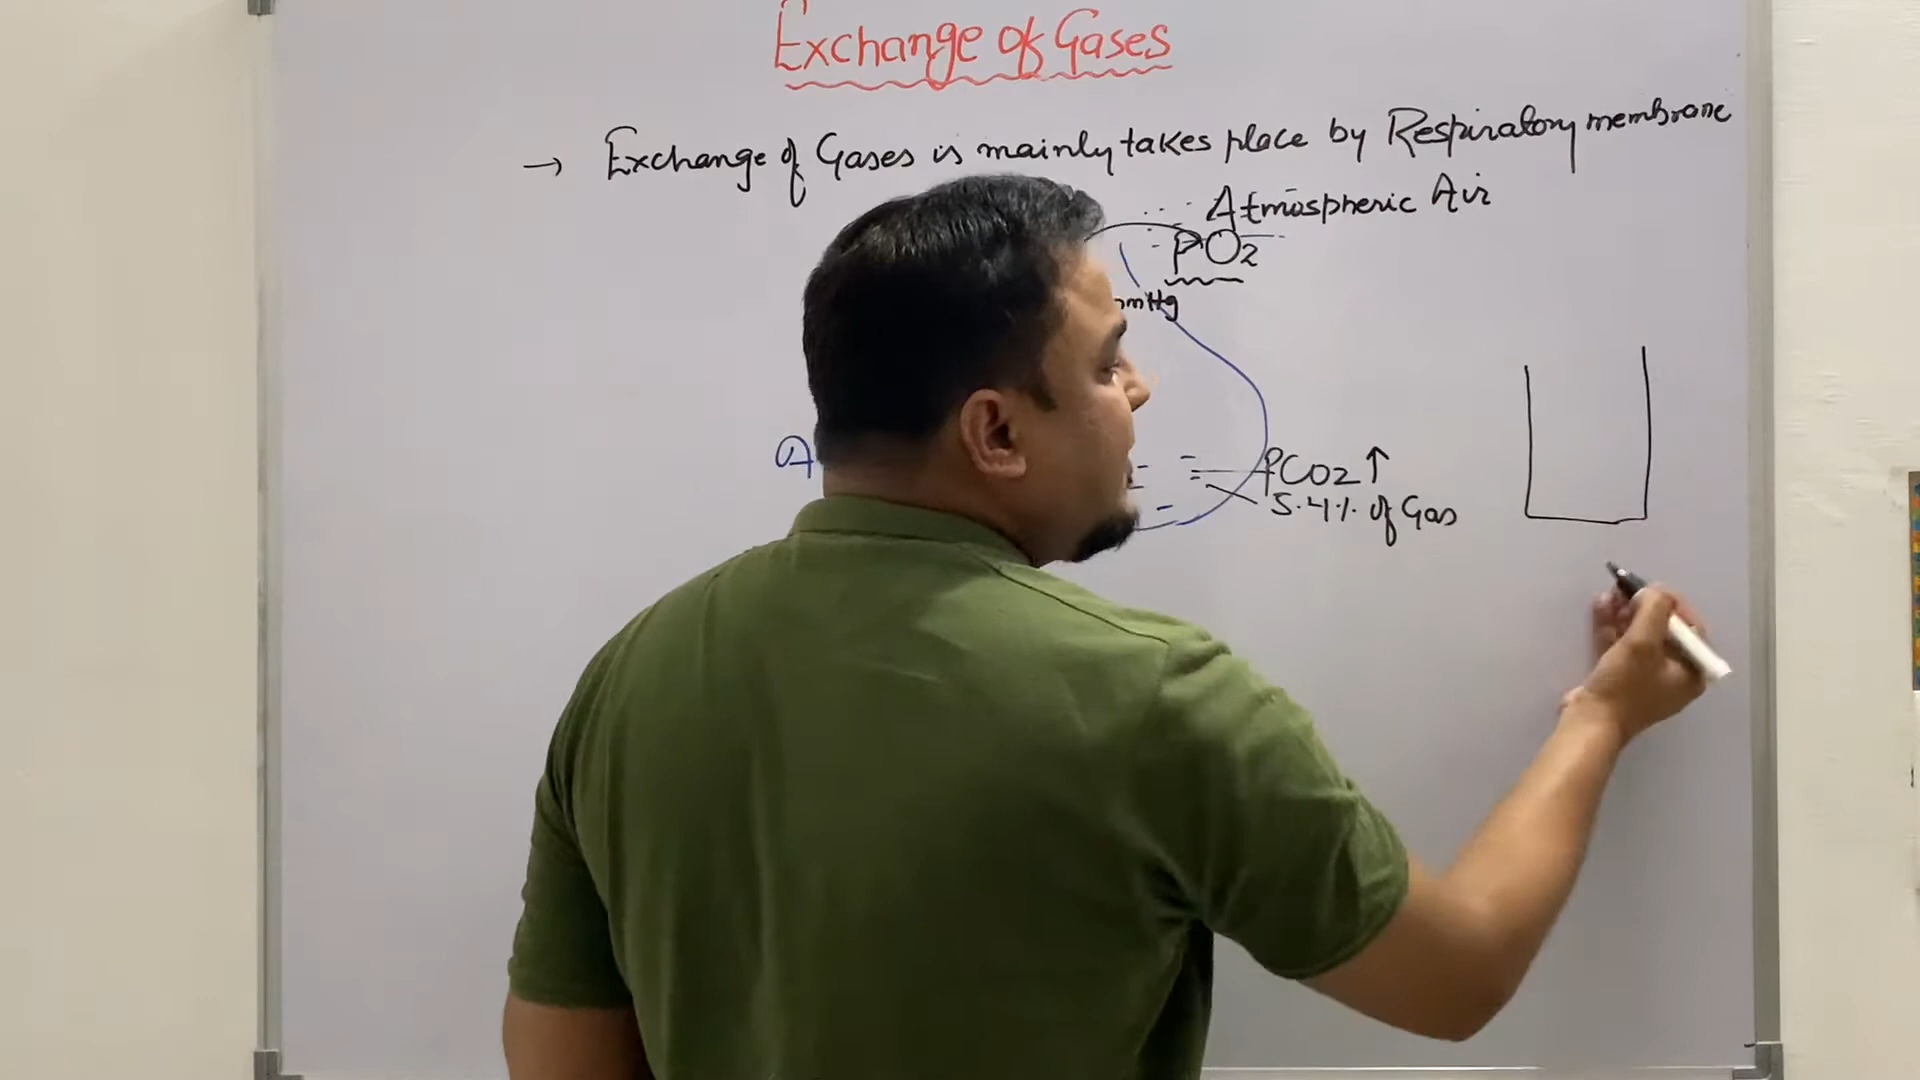 Exchange of Gases
→ Exchange of Gases is mainly takes place by Respiratory membrane
Atmospheric Air
PO2
mmHg
A
PCO2↑
5.4% of Gas